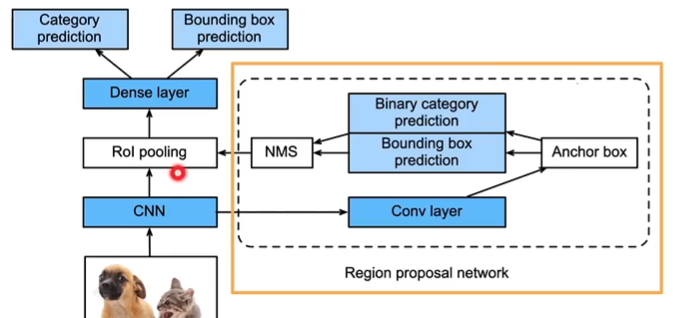 Category
prediction
Bounding box
prediction
Dense layer
RoI pooling
CNN
Binary category
prediction
Bounding box
prediction
NMS
Anchor box
Conv layer
Region proposal network